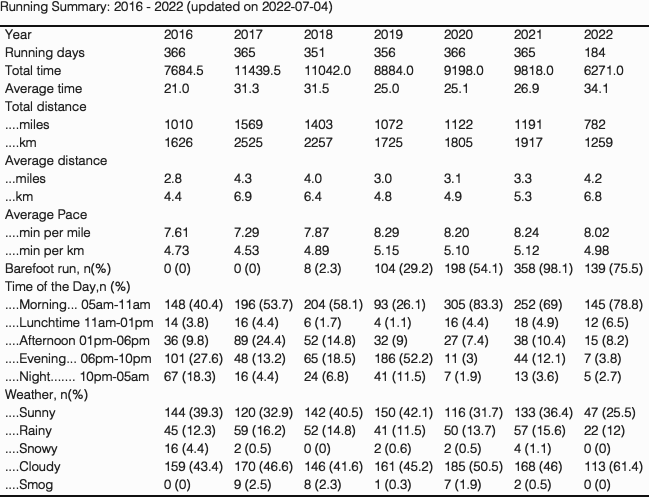 Running Summary: 2016 - 2022 (updated on 2022-07-04)
Year 2016 2017 2018 2019 2020 2021 2022
Running days 366 365 351 356 366 365 184
Total time 7684.5 11439.5 11042.0 8884.0 9198.0 9818.0 6271.0
Average time 21.0 31.3 31.5 25.0 25.1 26.9 34.1
Total distance
....miles 1010 1569 1403 1072 1122 1191 782
....km 1626 2525 2257 1725 1805 1917 1259
Average distance
...miles 2.8 4.3 4.0 3.0 3.1 3.3 4.2
...km 4.4 6.9 6.4 4.8 4.9 5.3 6.8
Average Pace
....min per mile 7.61 7.29 7.87 8.29 8.20 8.24 8.02
....min per km 4.73 4.53 4.89 5.15 5.10 5.12 4.98
Barefoot run, n(%) 0 (0) 0 (0) 8 (2.3) 104 (29.2) 198 (54.1) 358 (98.1) 139 (75.5)
Time of the Day,n (%)
....Morning... 05am-11am 148 (40.4) 196 (53.7) 204 (58.1) 93 (26.1) 305 (83.3) 252 (69) 145 (78.8)
....Lunchtime 11am-01pm 14 (3.8) 16 (4.4) 6 (1.7) 4 (1.1) 16 (4.4) 18 (4.9) 12 (6.5)
....Afternoon 01pm-06pm 36 (9.8) 89 (24.4) 52 (14.8) 32 (9) 27 (7.4) 38 (10.4) 15 (8.2)
....Evening... 06pm-10pm 101 (27.6) 48 (13.2) 65 (18.5) 186 (52.2) 11 (3) 44 (12.1) 7 (3.8)
....Night....... 10pm-05am 67 (18.3) 16 (4.4) 24 (6.8) 41 (11.5) 7 (1.9) 13 (3.6) 5 (2.7)
Weather, n(%)
....Sunny 144 (39.3) 120 (32.9) 142 (40.5) 150 (42.1) 116 (31.7) 133 (36.4) 47 (25.5)
....Rainy 45 (12.3) 59 (16.2) 52 (14.8) 41 (11.5) 50 (13.7) 57 (15.6) 22 (12)
....Snowy 16 (4.4) 2 (0.5) 0 (0) 2 (0.6) 2 (0.5) 4 (1.1) 0 (0)
....Cloudy 159 (43.4) 170 (46.6) 146 (41.6) 161 (45.2) 185 (50.5) 168 (46) 113 (61.4)
....Smog 0 (0) 9 (2.5) 8 (2.3) 1 (0.3) 7 (1.9) 2 (0.5) 0 (0)